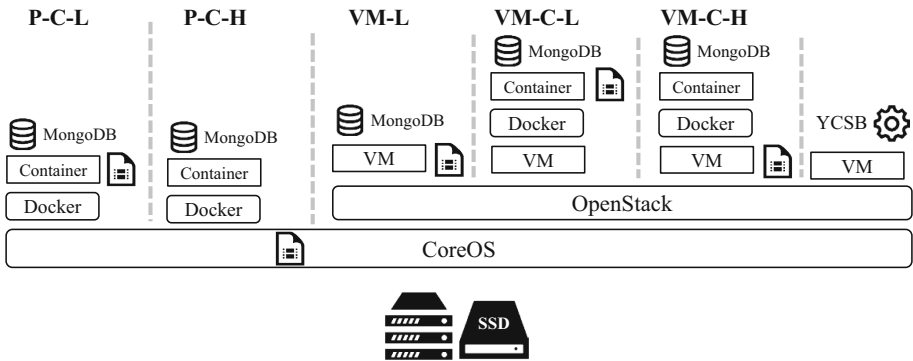 P-C-L P-C-H VM-L VM-C-L VM-C-H
MongoDB MongoDB
Container Container
MongoDB MongoDB MongoDB Docker Docker YCSB
Container Container VM VM VM VM
Docker Docker OpenStack
CoreOS
SSD